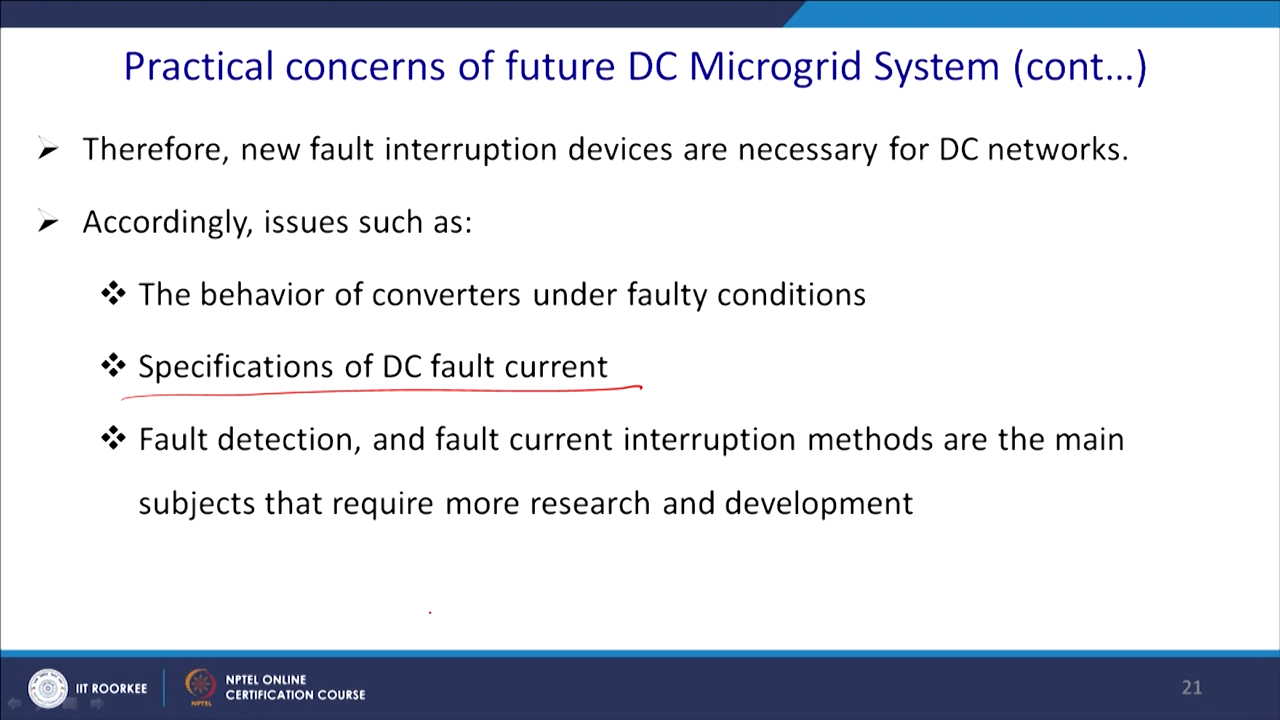 Practical concerns of future DC Microgrid System (cont...)
Therefore, new fault interruption devices are necessary for DC networks.
Accordingly, issues such as:
The behavior of converters under faulty conditions
Specifications of DC fault current
Fault detection, and fault current interruption methods are the main
subjects that require more research and development
IIT ROORKEE
NPTEL ONLINE
CERTIFICATION COURSE
NPTEL
21